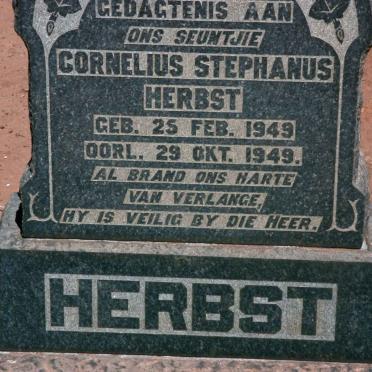 GEDAGTENIS AAN
ONS SEUNTJIE
CORNELIUS STEPHANUS
HERBST
GEB. 25 FEB. 1949
OORL. 29 OKT. 1949.
AL BRAND ONS HARTE
VAN VERLANGE,
HY IS VEILIG BY DIE HEER.
HERBST